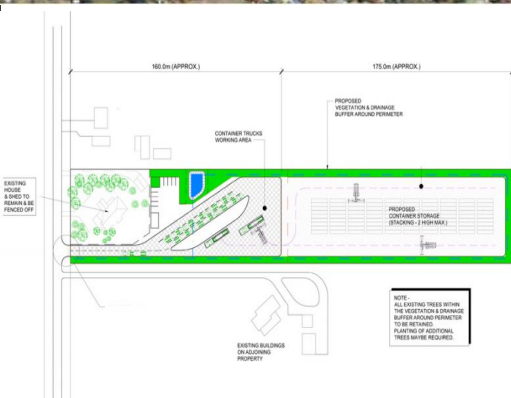 160.0m (APPROX.)
175.0m (APPROX.)
PROPOSED
VEGETATION & DRAINAGE
BUFFER AROUND PERIMETER
CONTAINER TRUCKS
WORKING AREA
EXISTING
HOUSE
& SHED TO
REMAIN & BE
FENCED OFF
PROPOSED
CONTAINER STORAGE
(STACKING - 2 HIGH MAX.)
NOTE -
ALL EXISTING TREES WITHIN
THE VEGETATION & DRAINAGE
BUFFER AROUND PERIMETER
TO BE RETAINED.
PLANTING OF ADDITIONAL
TREES MAYBE REQUIRED.
EXISTING BUILDINGS
ON ADJOINING
PROPERTY